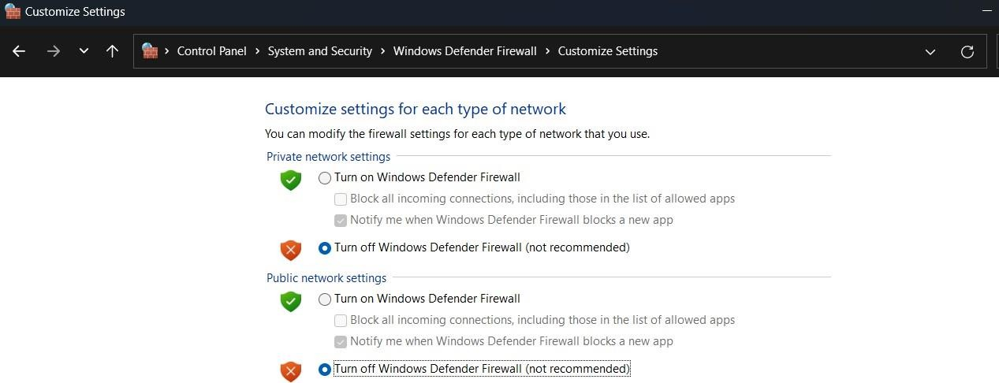 Customize Settings
Control Panel > System and Security > Windows Defender Firewall > Customize Settings
Customize settings for each type of network
You can modify the firewall settings for each type of network that you use.
Private network settings
Turn on Windows Defender Firewall
Block all incoming connections, including those in the list of allowed apps
Notify me when Windows Defender Firewall blocks a new app
Turn off Windows Defender Firewall (not recommended)
Public network settings
Turn on Windows Defender Firewall
Block all incoming connections, including those in the list of allowed apps
Notify me when Windows Defender Firewall blocks a new app
Turn off Windows Defender Firewall (not recommended)